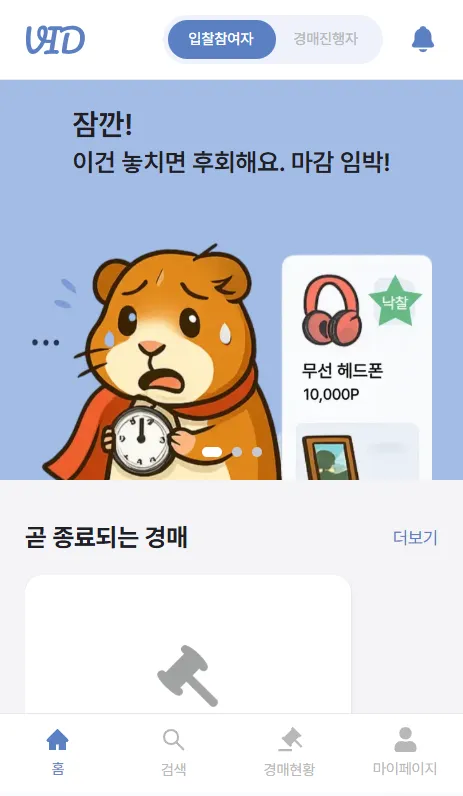 VID
입찰참여자 경매진행자
잠깐!
이건 놓치면 후회해요. 마감 임박!
낙찰
무선 헤드폰
10,000P
곧 종료되는 경매
더보기
홈
검색
경매현황
마이페이지